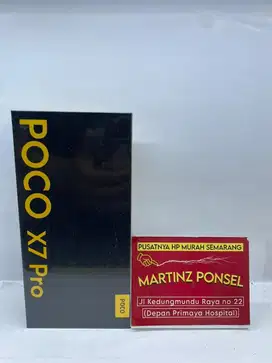 POCO X7 Pro
POCO
PUSATNYA HP MURAH SEMARANG
MARTINZ PONSEL
Jl Kedungmundu Raya no 22
(Depan Primaya Hospital)